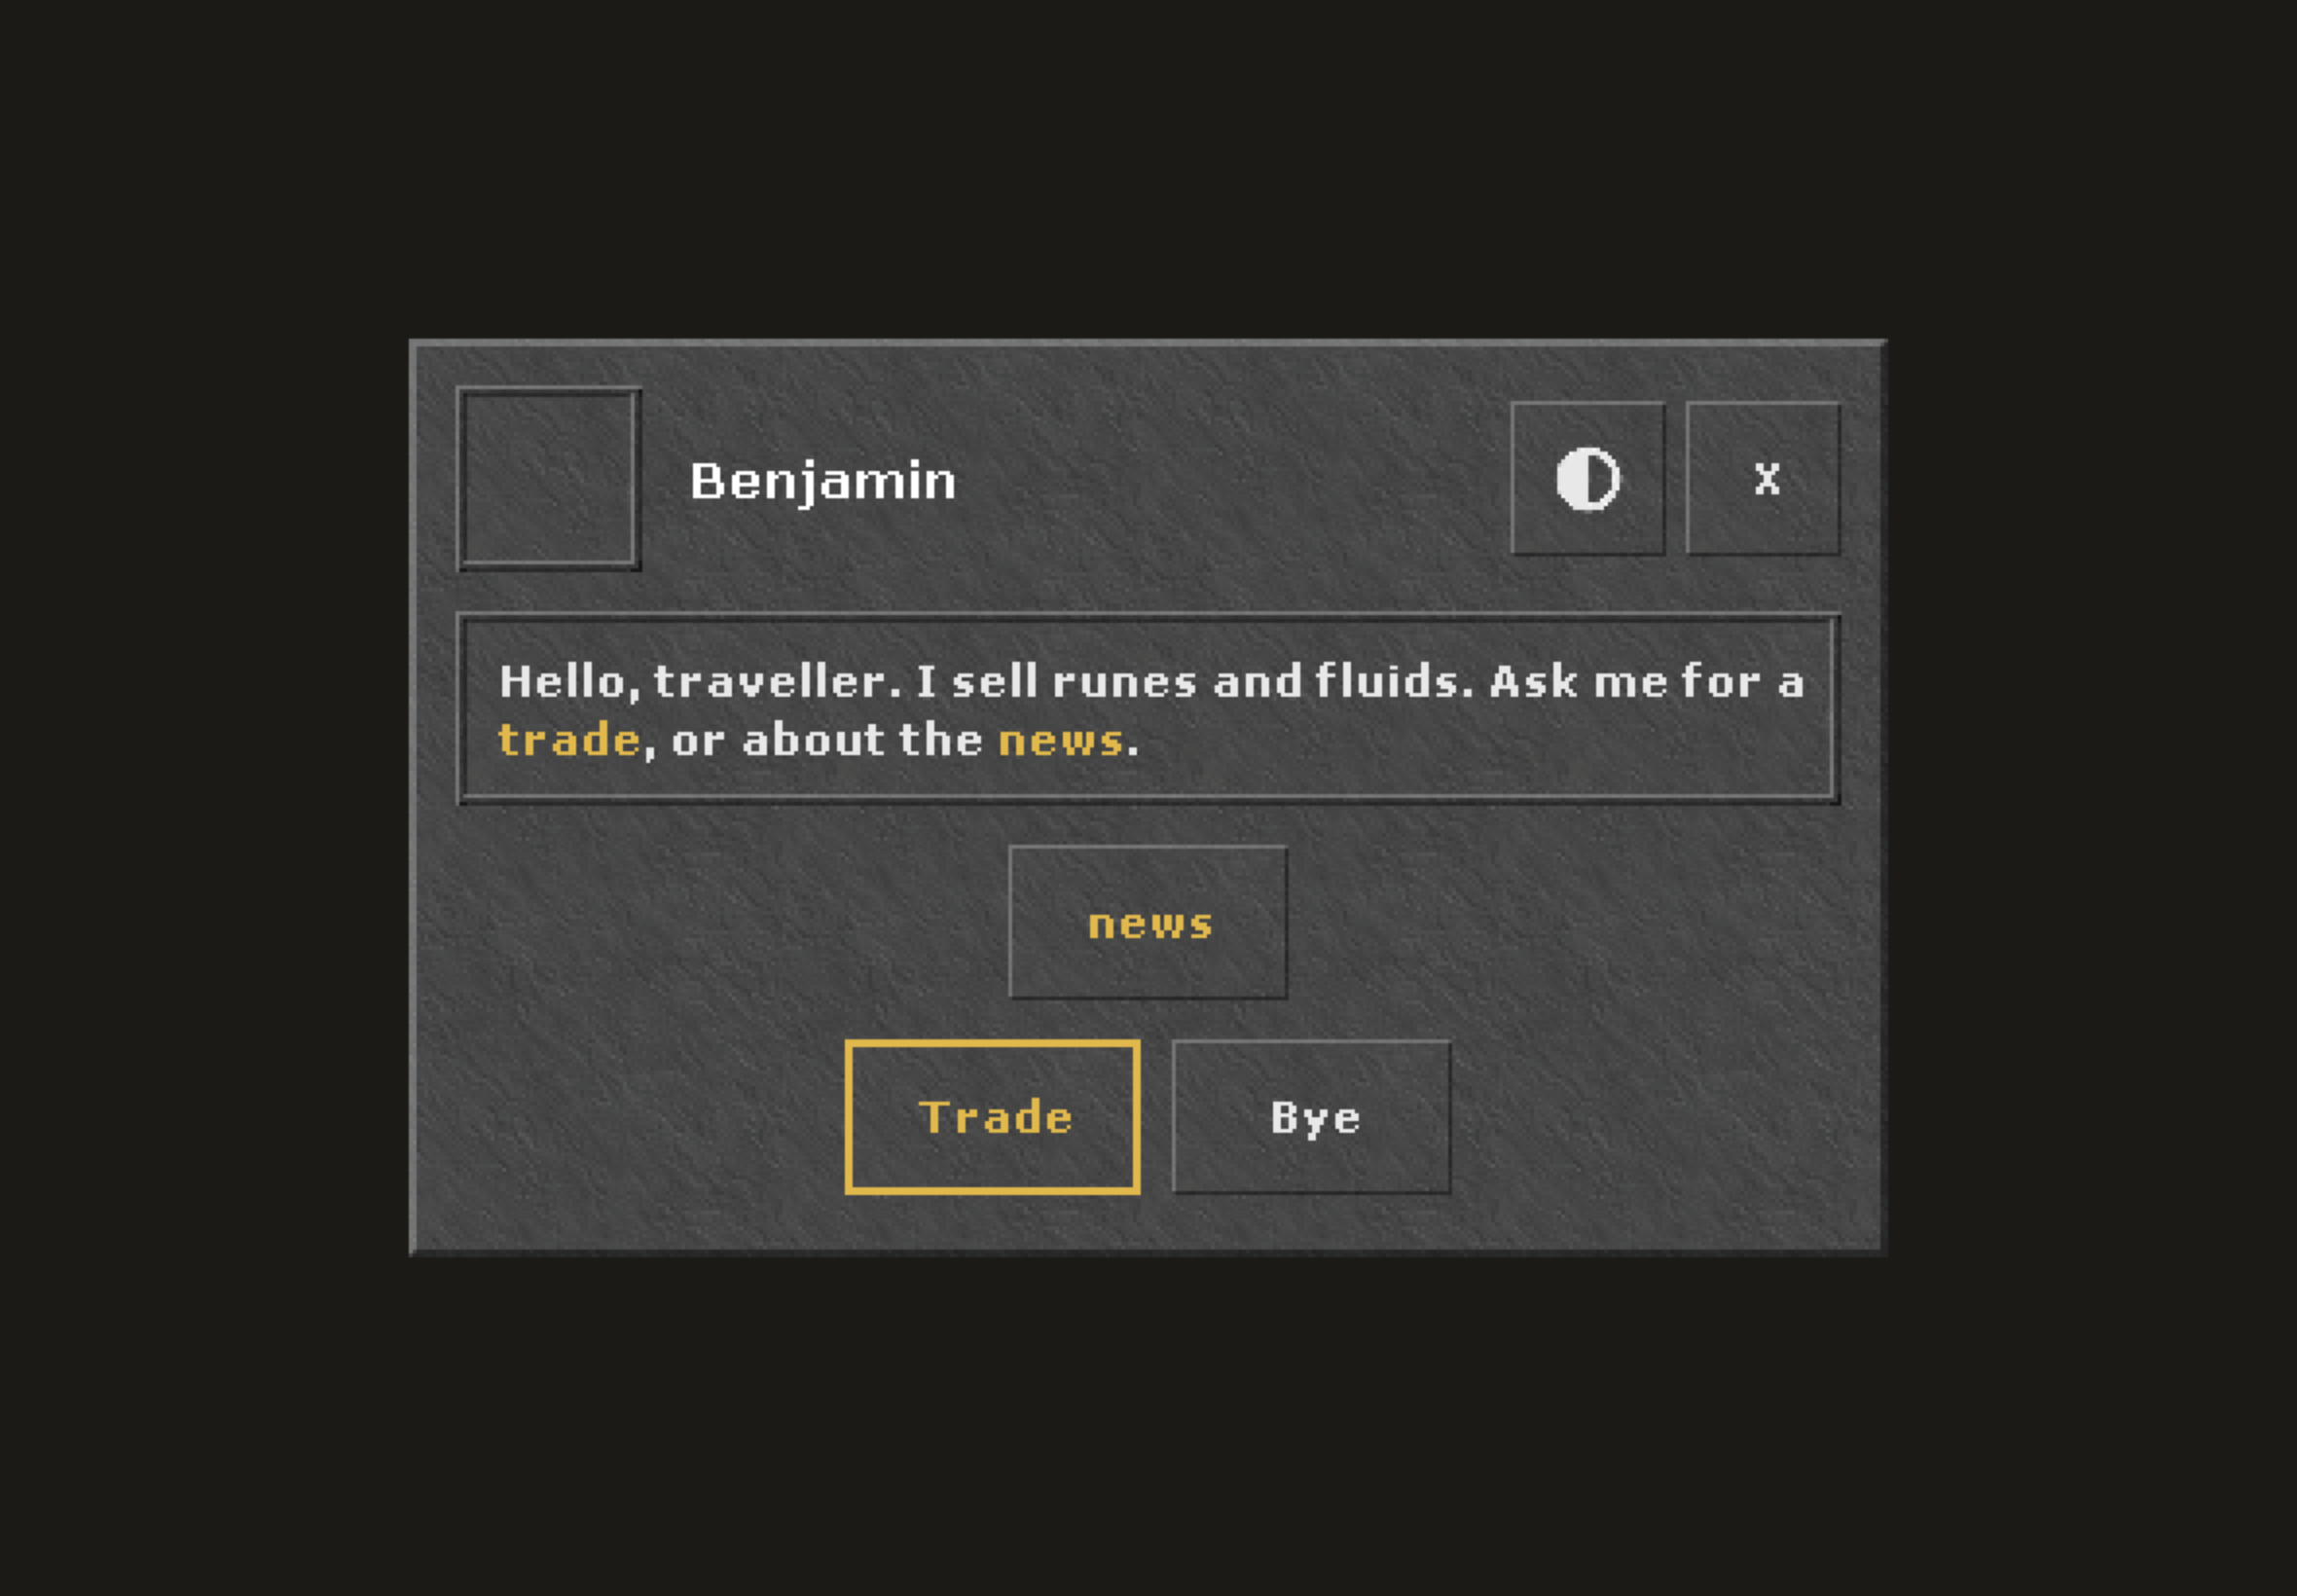 Benjamin
X
Hello, traveller. I sell runes and fluids. Ask me for a
trade, or about the news.
news
Trade
Bye